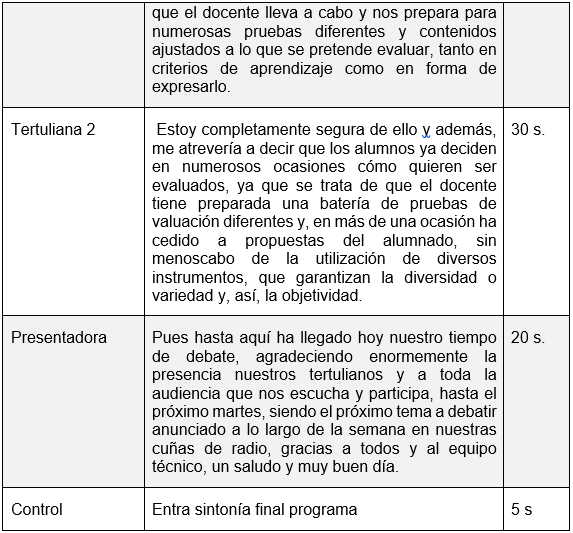 que el docente lleva a cabo y nos prepara para
numerosas pruebas diferentes y contenidos
ajustados a lo que se pretende evaluar, tanto en
criterios de aprendizaje como en forma de
expresarlo.
Tertuliana 2
Estoy completamente segura de ello y además,
me atrevería a decir que los alumnos ya deciden
en numerosos ocasiones cómo quieren ser
evaluados, ya que se trata de que el docente
tiene preparada una batería de pruebas de
valuación diferentes y, en más de una ocasión ha
cedido a propuestas del alumnado, sin
menoscabo de la utilización de diversos
instrumentos, que garantizan la diversidad o
variedad y, así, la objetividad.
30 s.
Presentadora
Pues hasta aquí ha llegado hoy nuestro tiempo
de debate, agradeciendo enormemente la
presencia nuestros tertulianos y a toda la
audiencia que nos escucha y participa, hasta el
próximo martes, siendo el próximo tema a debatir
anunciado a lo largo de la semana en nuestras
cuñas de radio, gracias a todos y al equipo
técnico, un saludo y muy buen día.
20 s.
Control
Entra sintonía final programa
5 s